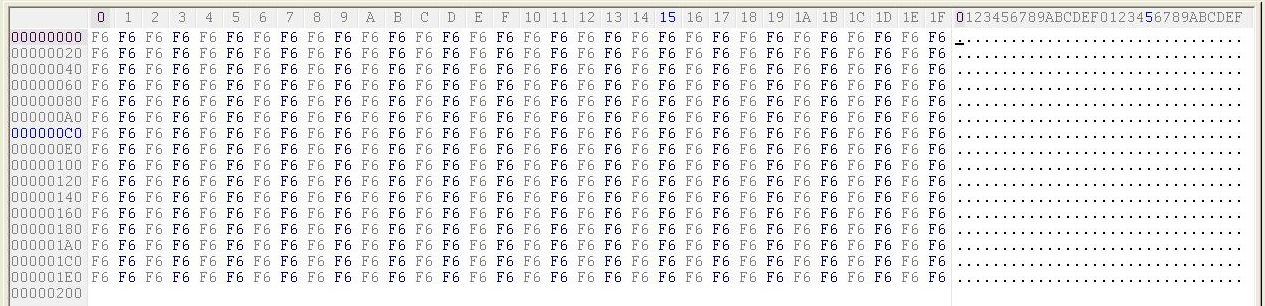 0 1 2 3 4 5 6 7 8 9 A B C D E F 10 11 12 13 14 15 16 17 18 19 1A 1B 1C 1D 1E 1F 0123456789ABCDEF0123456789ABCDEF
00000000 F6 F6 F6 F6 F6 F6 F6 F6 F6 F6 F6 F6 F6 F6 F6 F6 F6 F6 F6 F6 F6 F6 F6 F6 F6 F6 F6 F6 F6 F6 F6 F6 ................................
00000020 F6 F6 F6 F6 F6 F6 F6 F6 F6 F6 F6 F6 F6 F6 F6 F6 F6 F6 F6 F6 F6 F6 F6 F6 F6 F6 F6 F6 F6 F6 F6 F6 ................................
00000040 F6 F6 F6 F6 F6 F6 F6 F6 F6 F6 F6 F6 F6 F6 F6 F6 F6 F6 F6 F6 F6 F6 F6 F6 F6 F6 F6 F6 F6 F6 F6 F6 ................................
00000060 F6 F6 F6 F6 F6 F6 F6 F6 F6 F6 F6 F6 F6 F6 F6 F6 F6 F6 F6 F6 F6 F6 F6 F6 F6 F6 F6 F6 F6 F6 F6 F6 ................................
00000080 F6 F6 F6 F6 F6 F6 F6 F6 F6 F6 F6 F6 F6 F6 F6 F6 F6 F6 F6 F6 F6 F6 F6 F6 F6 F6 F6 F6 F6 F6 F6 F6 ................................
000000A0 F6 F6 F6 F6 F6 F6 F6 F6 F6 F6 F6 F6 F6 F6 F6 F6 F6 F6 F6 F6 F6 F6 F6 F6 F6 F6 F6 F6 F6 F6 F6 F6 ................................
000000C0 F6 F6 F6 F6 F6 F6 F6 F6 F6 F6 F6 F6 F6 F6 F6 F6 F6 F6 F6 F6 F6 F6 F6 F6 F6 F6 F6 F6 F6 F6 F6 F6 ................................
000000E0 F6 F6 F6 F6 F6 F6 F6 F6 F6 F6 F6 F6 F6 F6 F6 F6 F6 F6 F6 F6 F6 F6 F6 F6 F6 F6 F6 F6 F6 F6 F6 F6 ................................
00000100 F6 F6 F6 F6 F6 F6 F6 F6 F6 F6 F6 F6 F6 F6 F6 F6 F6 F6 F6 F6 F6 F6 F6 F6 F6 F6 F6 F6 F6 F6 F6 F6 ................................
00000120 F6 F6 F6 F6 F6 F6 F6 F6 F6 F6 F6 F6 F6 F6 F6 F6 F6 F6 F6 F6 F6 F6 F6 F6 F6 F6 F6 F6 F6 F6 F6 F6 ................................
00000140 F6 F6 F6 F6 F6 F6 F6 F6 F6 F6 F6 F6 F6 F6 F6 F6 F6 F6 F6 F6 F6 F6 F6 F6 F6 F6 F6 F6 F6 F6 F6 F6 ................................
00000160 F6 F6 F6 F6 F6 F6 F6 F6 F6 F6 F6 F6 F6 F6 F6 F6 F6 F6 F6 F6 F6 F6 F6 F6 F6 F6 F6 F6 F6 F6 F6 F6 ................................
00000180 F6 F6 F6 F6 F6 F6 F6 F6 F6 F6 F6 F6 F6 F6 F6 F6 F6 F6 F6 F6 F6 F6 F6 F6 F6 F6 F6 F6 F6 F6 F6 F6 ................................
000001A0 F6 F6 F6 F6 F6 F6 F6 F6 F6 F6 F6 F6 F6 F6 F6 F6 F6 F6 F6 F6 F6 F6 F6 F6 F6 F6 F6 F6 F6 F6 F6 F6 ................................
000001C0 F6 F6 F6 F6 F6 F6 F6 F6 F6 F6 F6 F6 F6 F6 F6 F6 F6 F6 F6 F6 F6 F6 F6 F6 F6 F6 F6 F6 F6 F6 F6 F6 ................................
000001E0 F6 F6 F6 F6 F6 F6 F6 F6 F6 F6 F6 F6 F6 F6 F6 F6 F6 F6 F6 F6 F6 F6 F6 F6 F6 F6 F6 F6 F6 F6 F6 F6 ................................
00000200